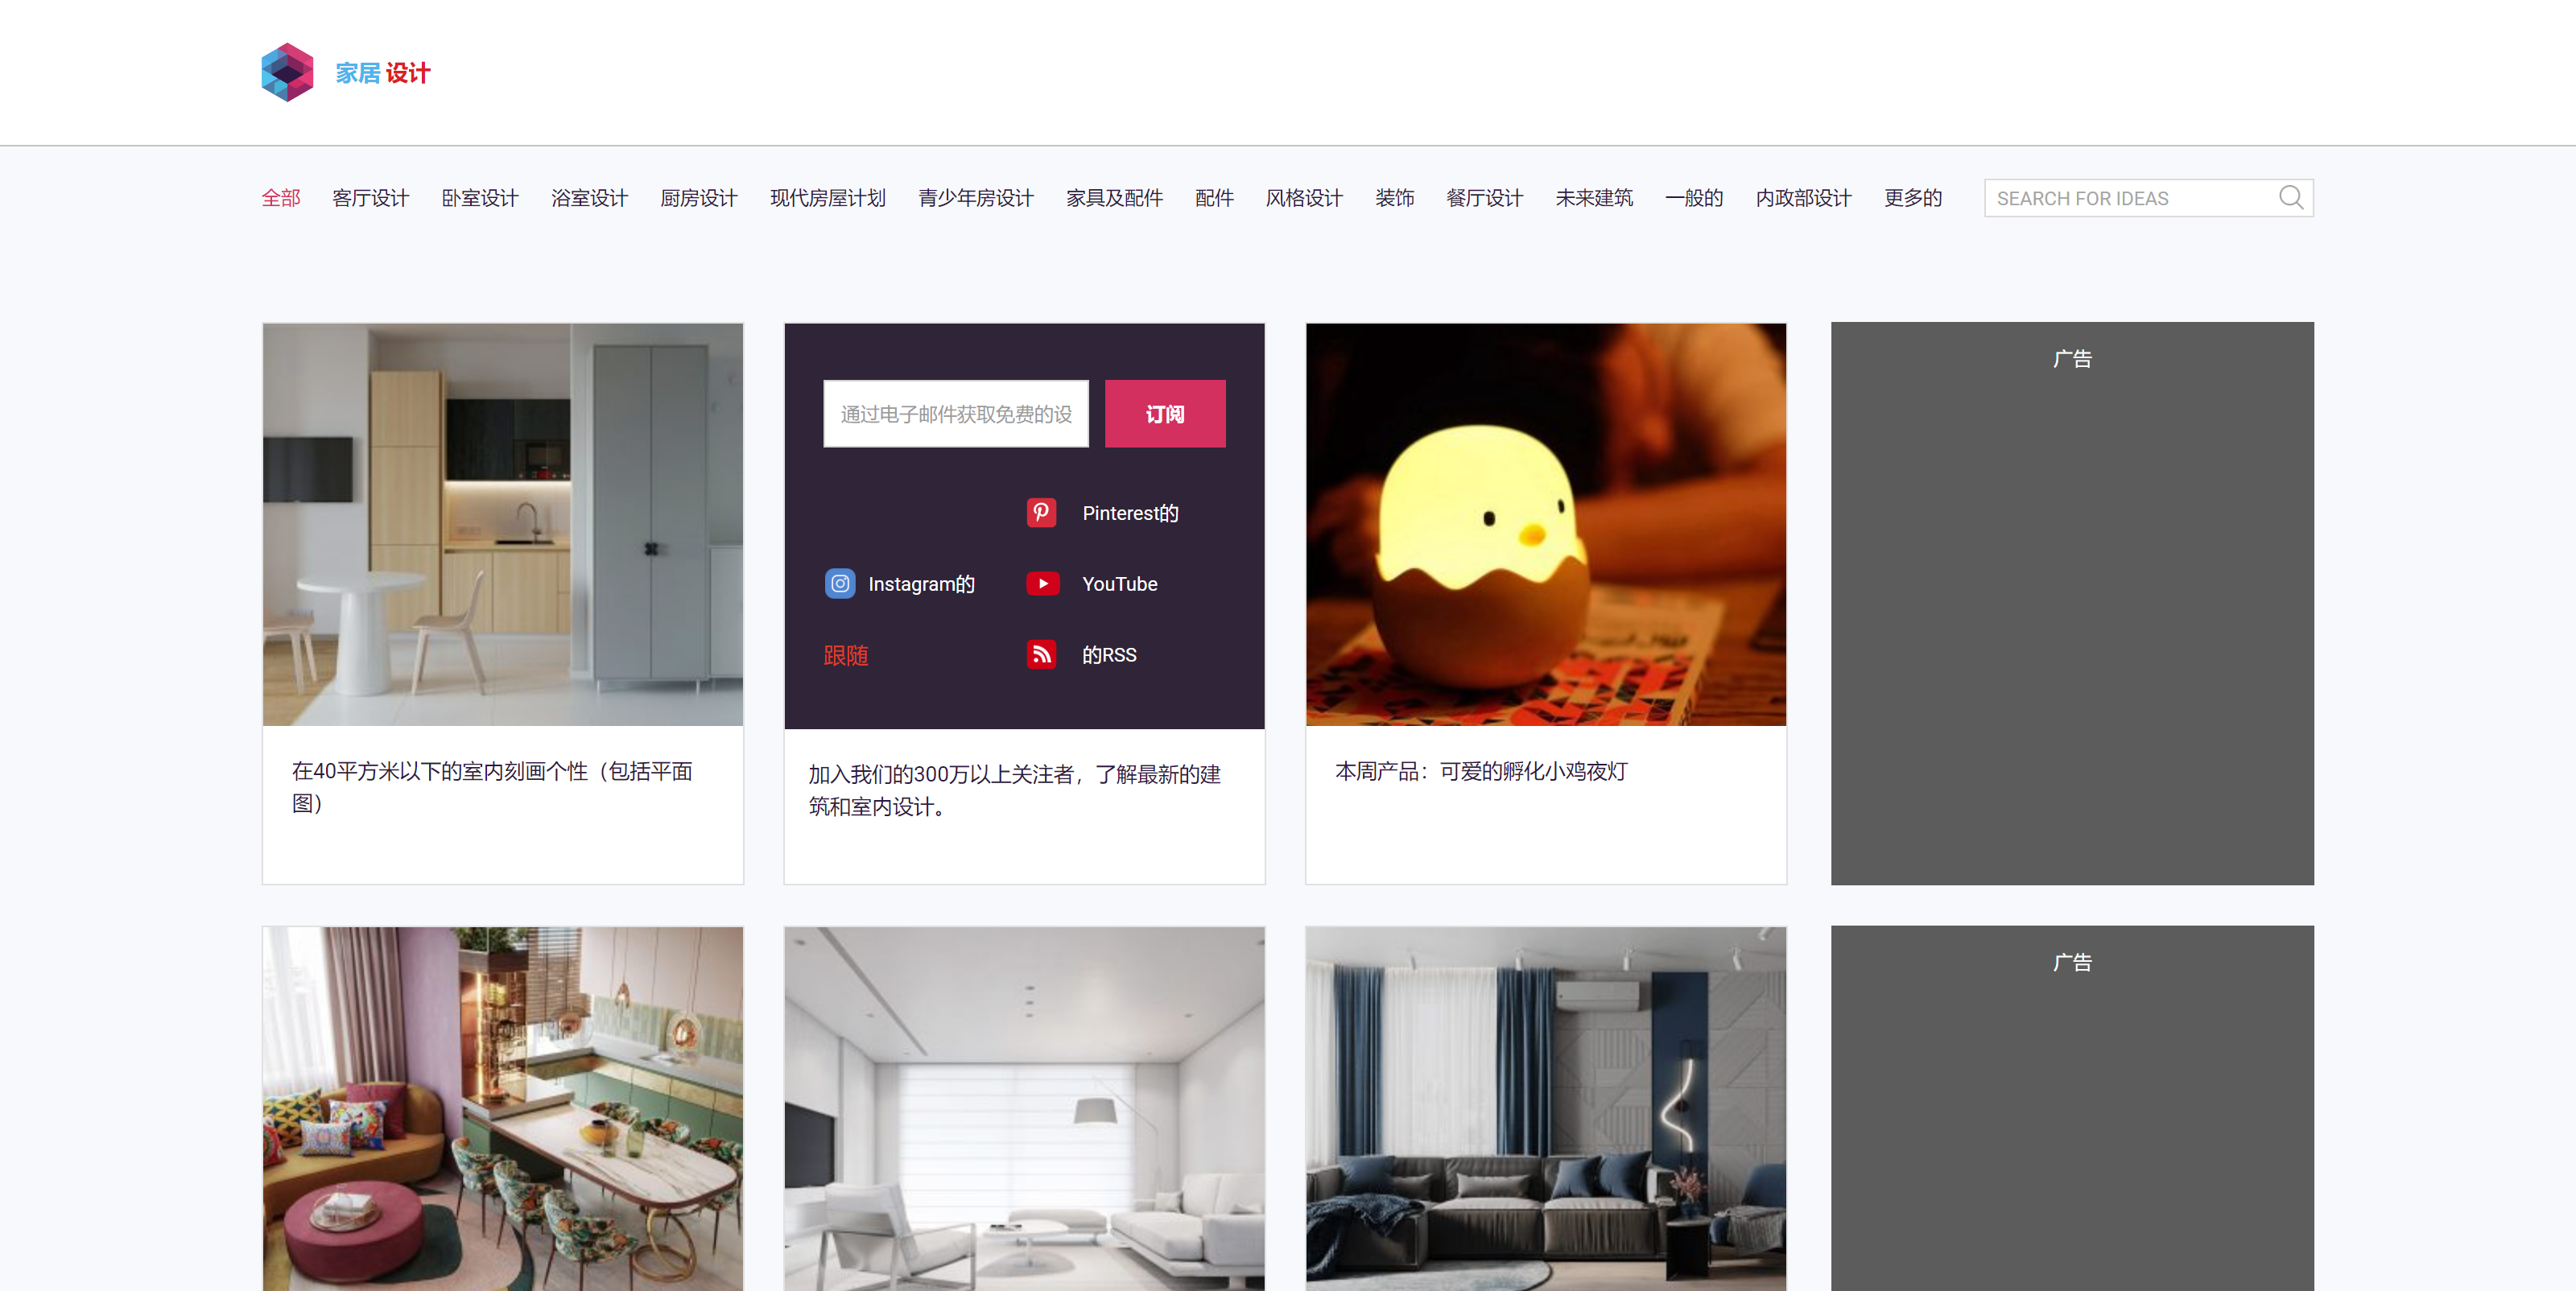 家居 设计
全部 客厅设计 卧室设计 浴室设计 厨房设计 现代房屋计划 青少年房设计 家具及配件 配件 风格设计 装饰 餐厅设计 未来建筑 一般的 内政部设计 更多的 SEARCH FOR IDEAS
通过电子邮件获取免费的设 订阅
Pinterest的
Instagram的 YouTube
跟随 的RSS
在40平方米以下的室内刻画个性（包括平面
图）
加入我们的300万以上关注者，了解最新的建
筑和室内设计。
本周产品：可爱的孵化小鸡夜灯
广告
广告